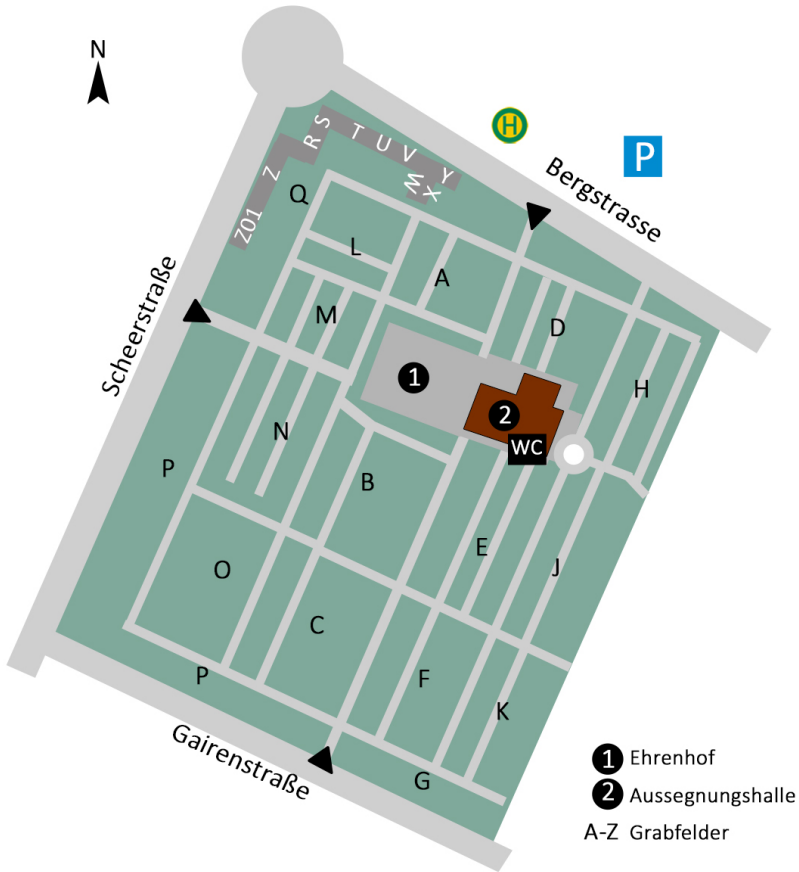 N
H
P
Bergstrasse
S
R
T
U
V
W
X
Y
Z
Z01
Q
L
A
M
D
H
Scheerstraße
1
2
WC
N
P
B
E
O
J
C
P
F
K
G
Gairenstraße
1 Ehrenhof
2 Aussegnungshalle
A-Z Grabfelder